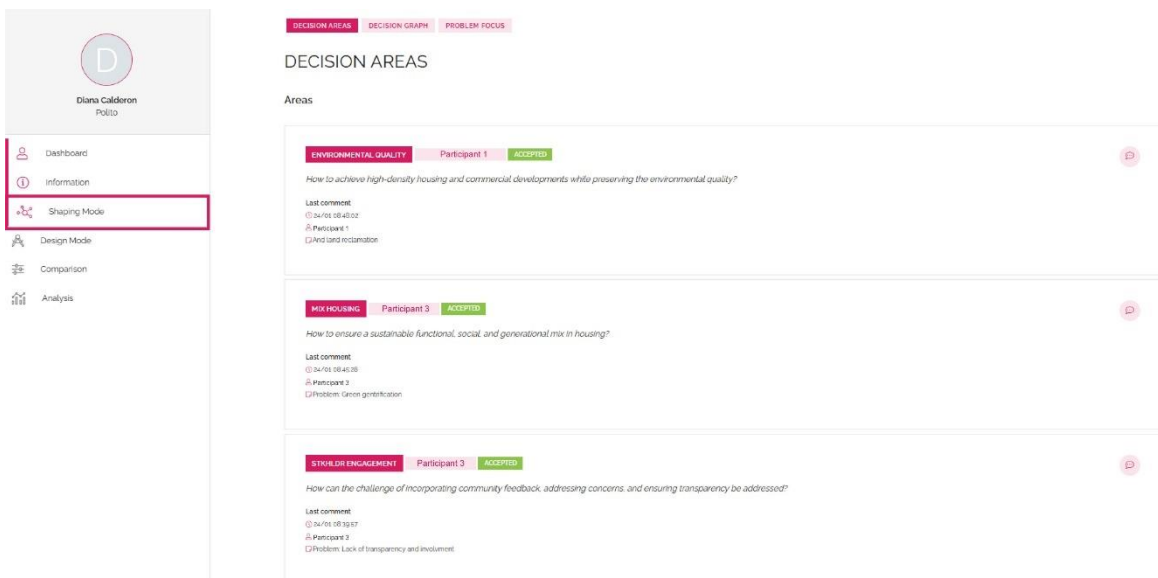 D
Diana Calderon
Polito
Dashboard
Information
Shaping Mode
Design Mode
Comparison
Analysis
DECISION AREAS DECISION GRAPH PROBLEM FOCUS
DECISION AREAS
Areas
ENVIRONMENTAL QUALITY Participant 1 ACCEPTED
How to achieve high-density housing and commercial developments while preserving the environmental quality?
Last comment
24/01 08:48:02
Participant 1
And land reclamation
MIX HOUSING Participant 3 ACCEPTED
How to ensure a sustainable functional, social, and generational mix in housing?
Last comment
24/01 08:45:28
Participant 3
Problem: Green gentrification
STKHLDR ENGAGEMENT Participant 3 ACCEPTED
How can the challenge of incorporating community feedback, addressing concerns, and ensuring transparency be addressed?
Last comment
24/01 08:39:57
Participant 3
Problem: Lack of transparency and involvment